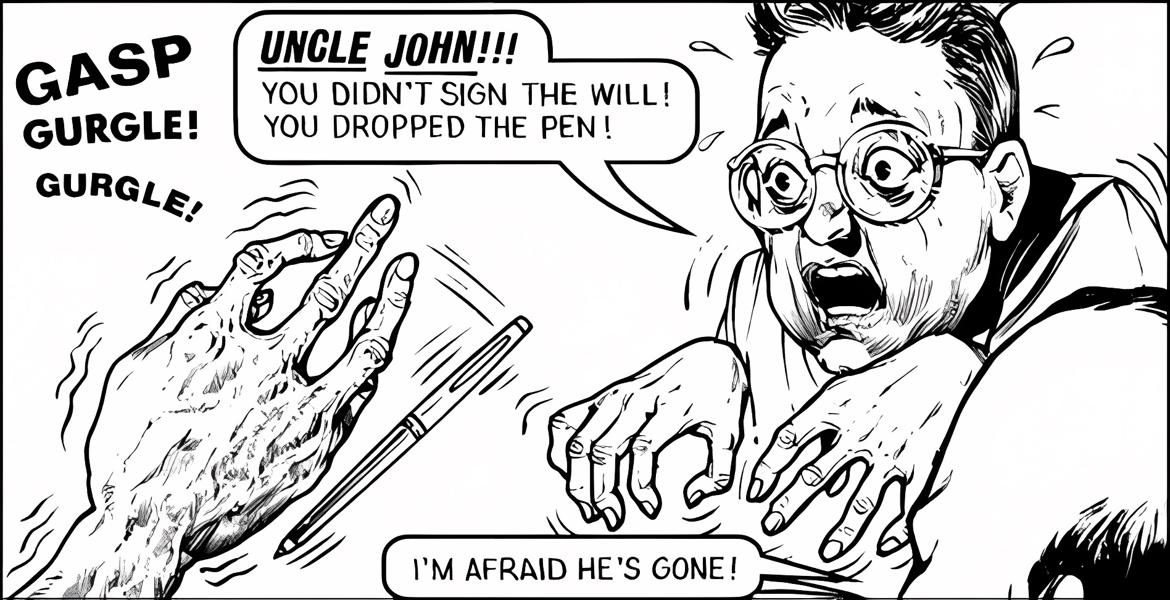 GASP
GURGLE!
GURGLE!
UNCLE JOHN!!!
YOU DIDN'T SIGN THE WILL!
YOU DROPPED THE PEN!
I'M AFRAID HE'S GONE!